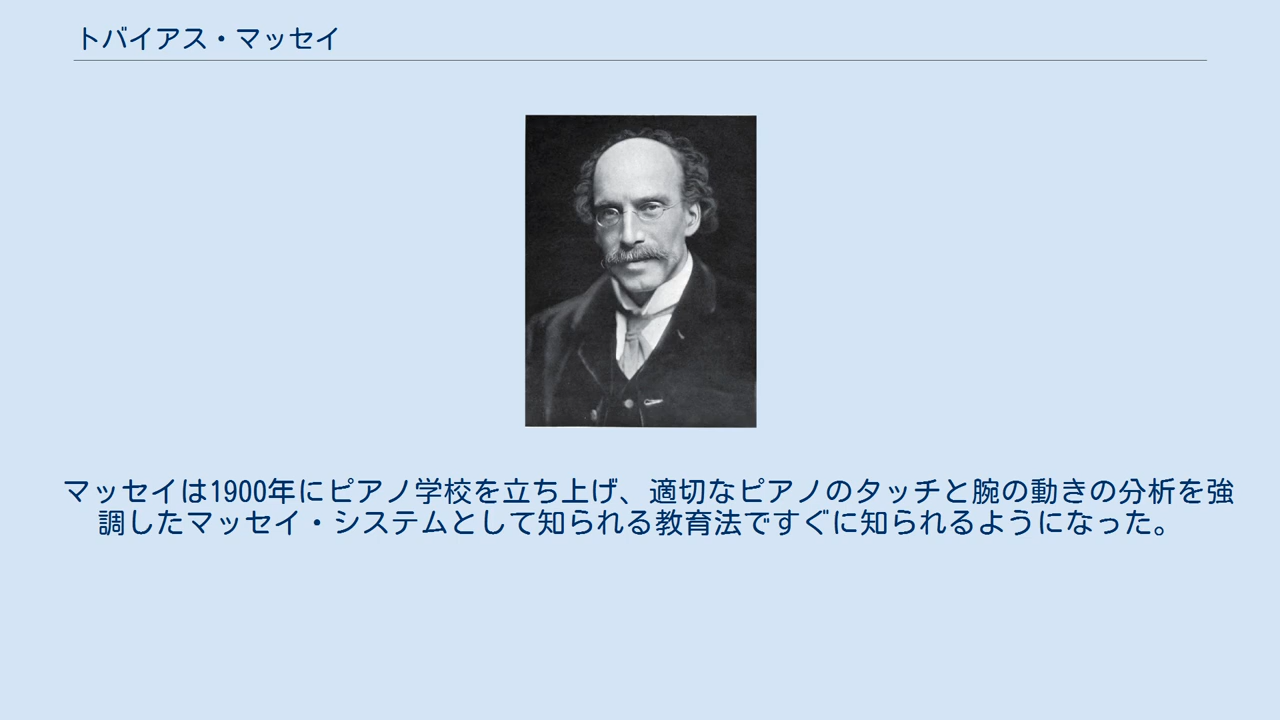 トバイアス・マッセイ
マッセイは1900年にピアノ学校を立ち上げ、適切なピアノのタッチと腕の動きの分析を強
調したマッセイ・システムとして知られる教育法ですぐに知られるようになった。